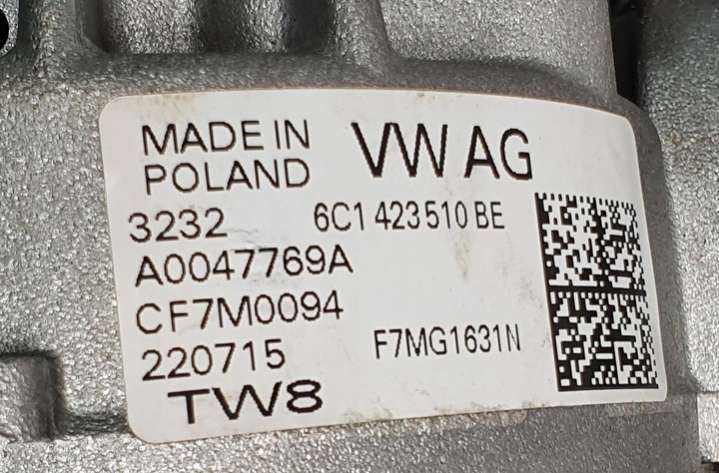 MADE IN
POLAND
VW AG
3232
6C1 423 510 BE
A0047769A
CF7M0094
220715
F7MG1631N
TW8